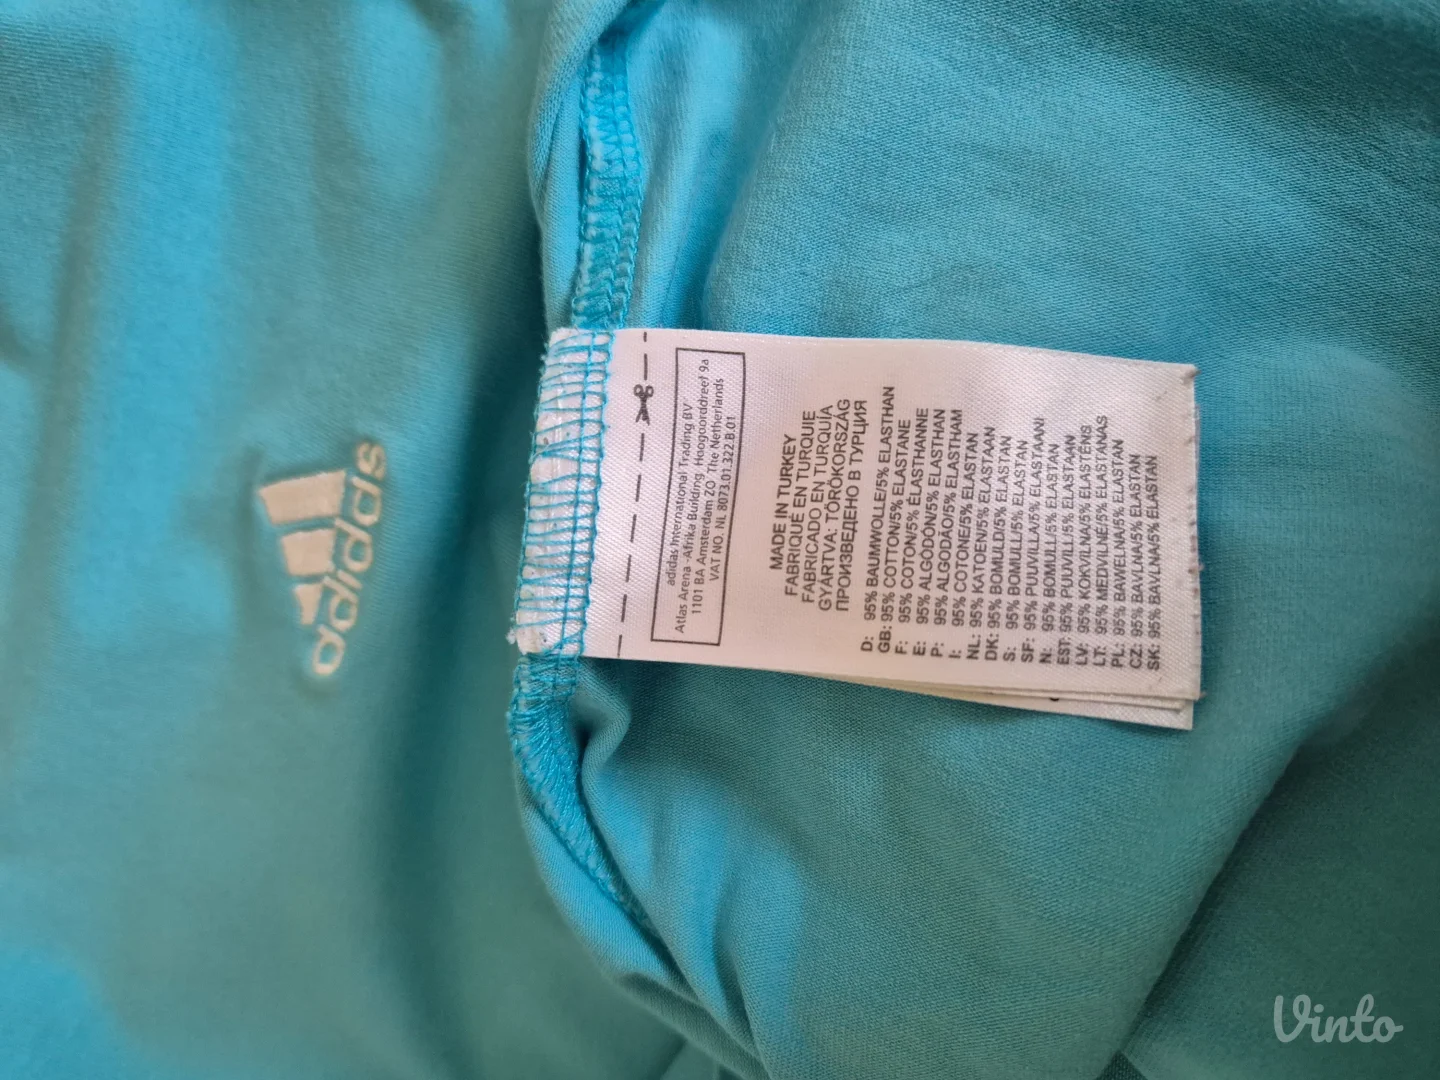 adidas
adidas International Trading BV
Atlas Arena -Afrika Building, Hoogoorddreef 9a
1101 BA Amsterdam ZO The Netherlands
VAT NO. NL 8073.01.322.B.01
MADE IN TURKEY
FABRIQUÉ EN TURQUIE
FABRICADO EN TURQUÍA
GYÁRTVA: TÖRÖKORSZÁG
ПРОИЗВЕДЕНО В ТУРЦИЯ
D: 95% BAUMWOLLE/5% ELASTHAN
GB: 95% COTTON/5% ELASTANE
F: 95% COTON/5% ÉLASTHANNE
E: 95% ALGODÓN/5% ELASTHAN
P: 95% ALGODÃO/5% ELASTHAM
I: 95% COTONE/5% ELASTAN
NL: 95% KATOEN/5% ELASTAAN
DK: 95% BOMULD/5% ELASTAN
S: 95% BOMULL/5% ELASTAN
SF: 95% PUUVILLA/5% ELASTAANI
N: 95% BOMULL/5% ELASTAN
EST: 95% PUUVILL/5% ELASTAAN
LV: 95% KOKVILNA/5% ELASTĒNS
LT: 95% MEDVILNĖ/5% ELASTANAS
PL: 95% BAWEŁNA/5% ELASTAN
CZ: 95% BAVLNA/5% ELASTAN
SK: 95% BAVLNA/5% ELASTAN
Vinto